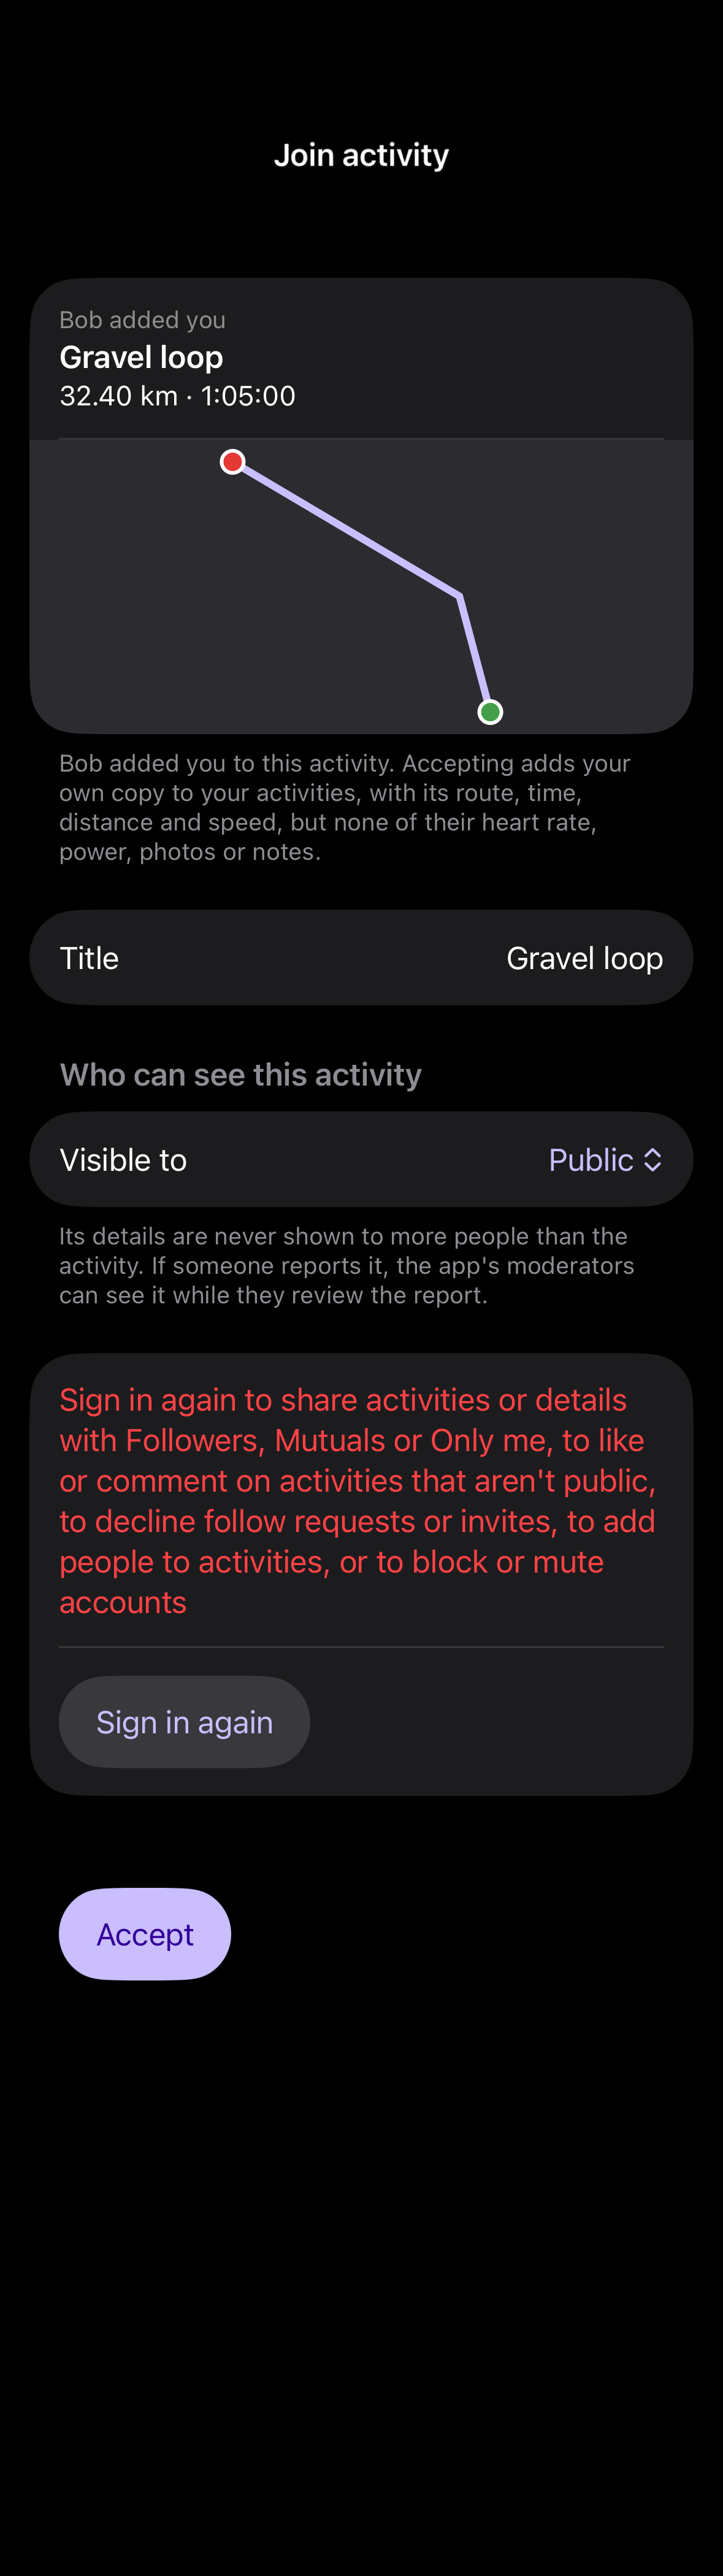 Join activity
Bob added you
Gravel loop
32.40 km · 1:05:00
Bob added you to this activity. Accepting adds your
own copy to your activities, with its route, time,
distance and speed, but none of their heart rate,
power, photos or notes.
Title Gravel loop
Who can see this activity
Visible to Public
Its details are never shown to more people than the
activity. If someone reports it, the app's moderators
can see it while they review the report.
Sign in again to share activities or details
with Followers, Mutuals or Only me, to like
or comment on activities that aren't public,
to decline follow requests or invites, to add
people to activities, or to block or mute
accounts
Sign in again
Accept